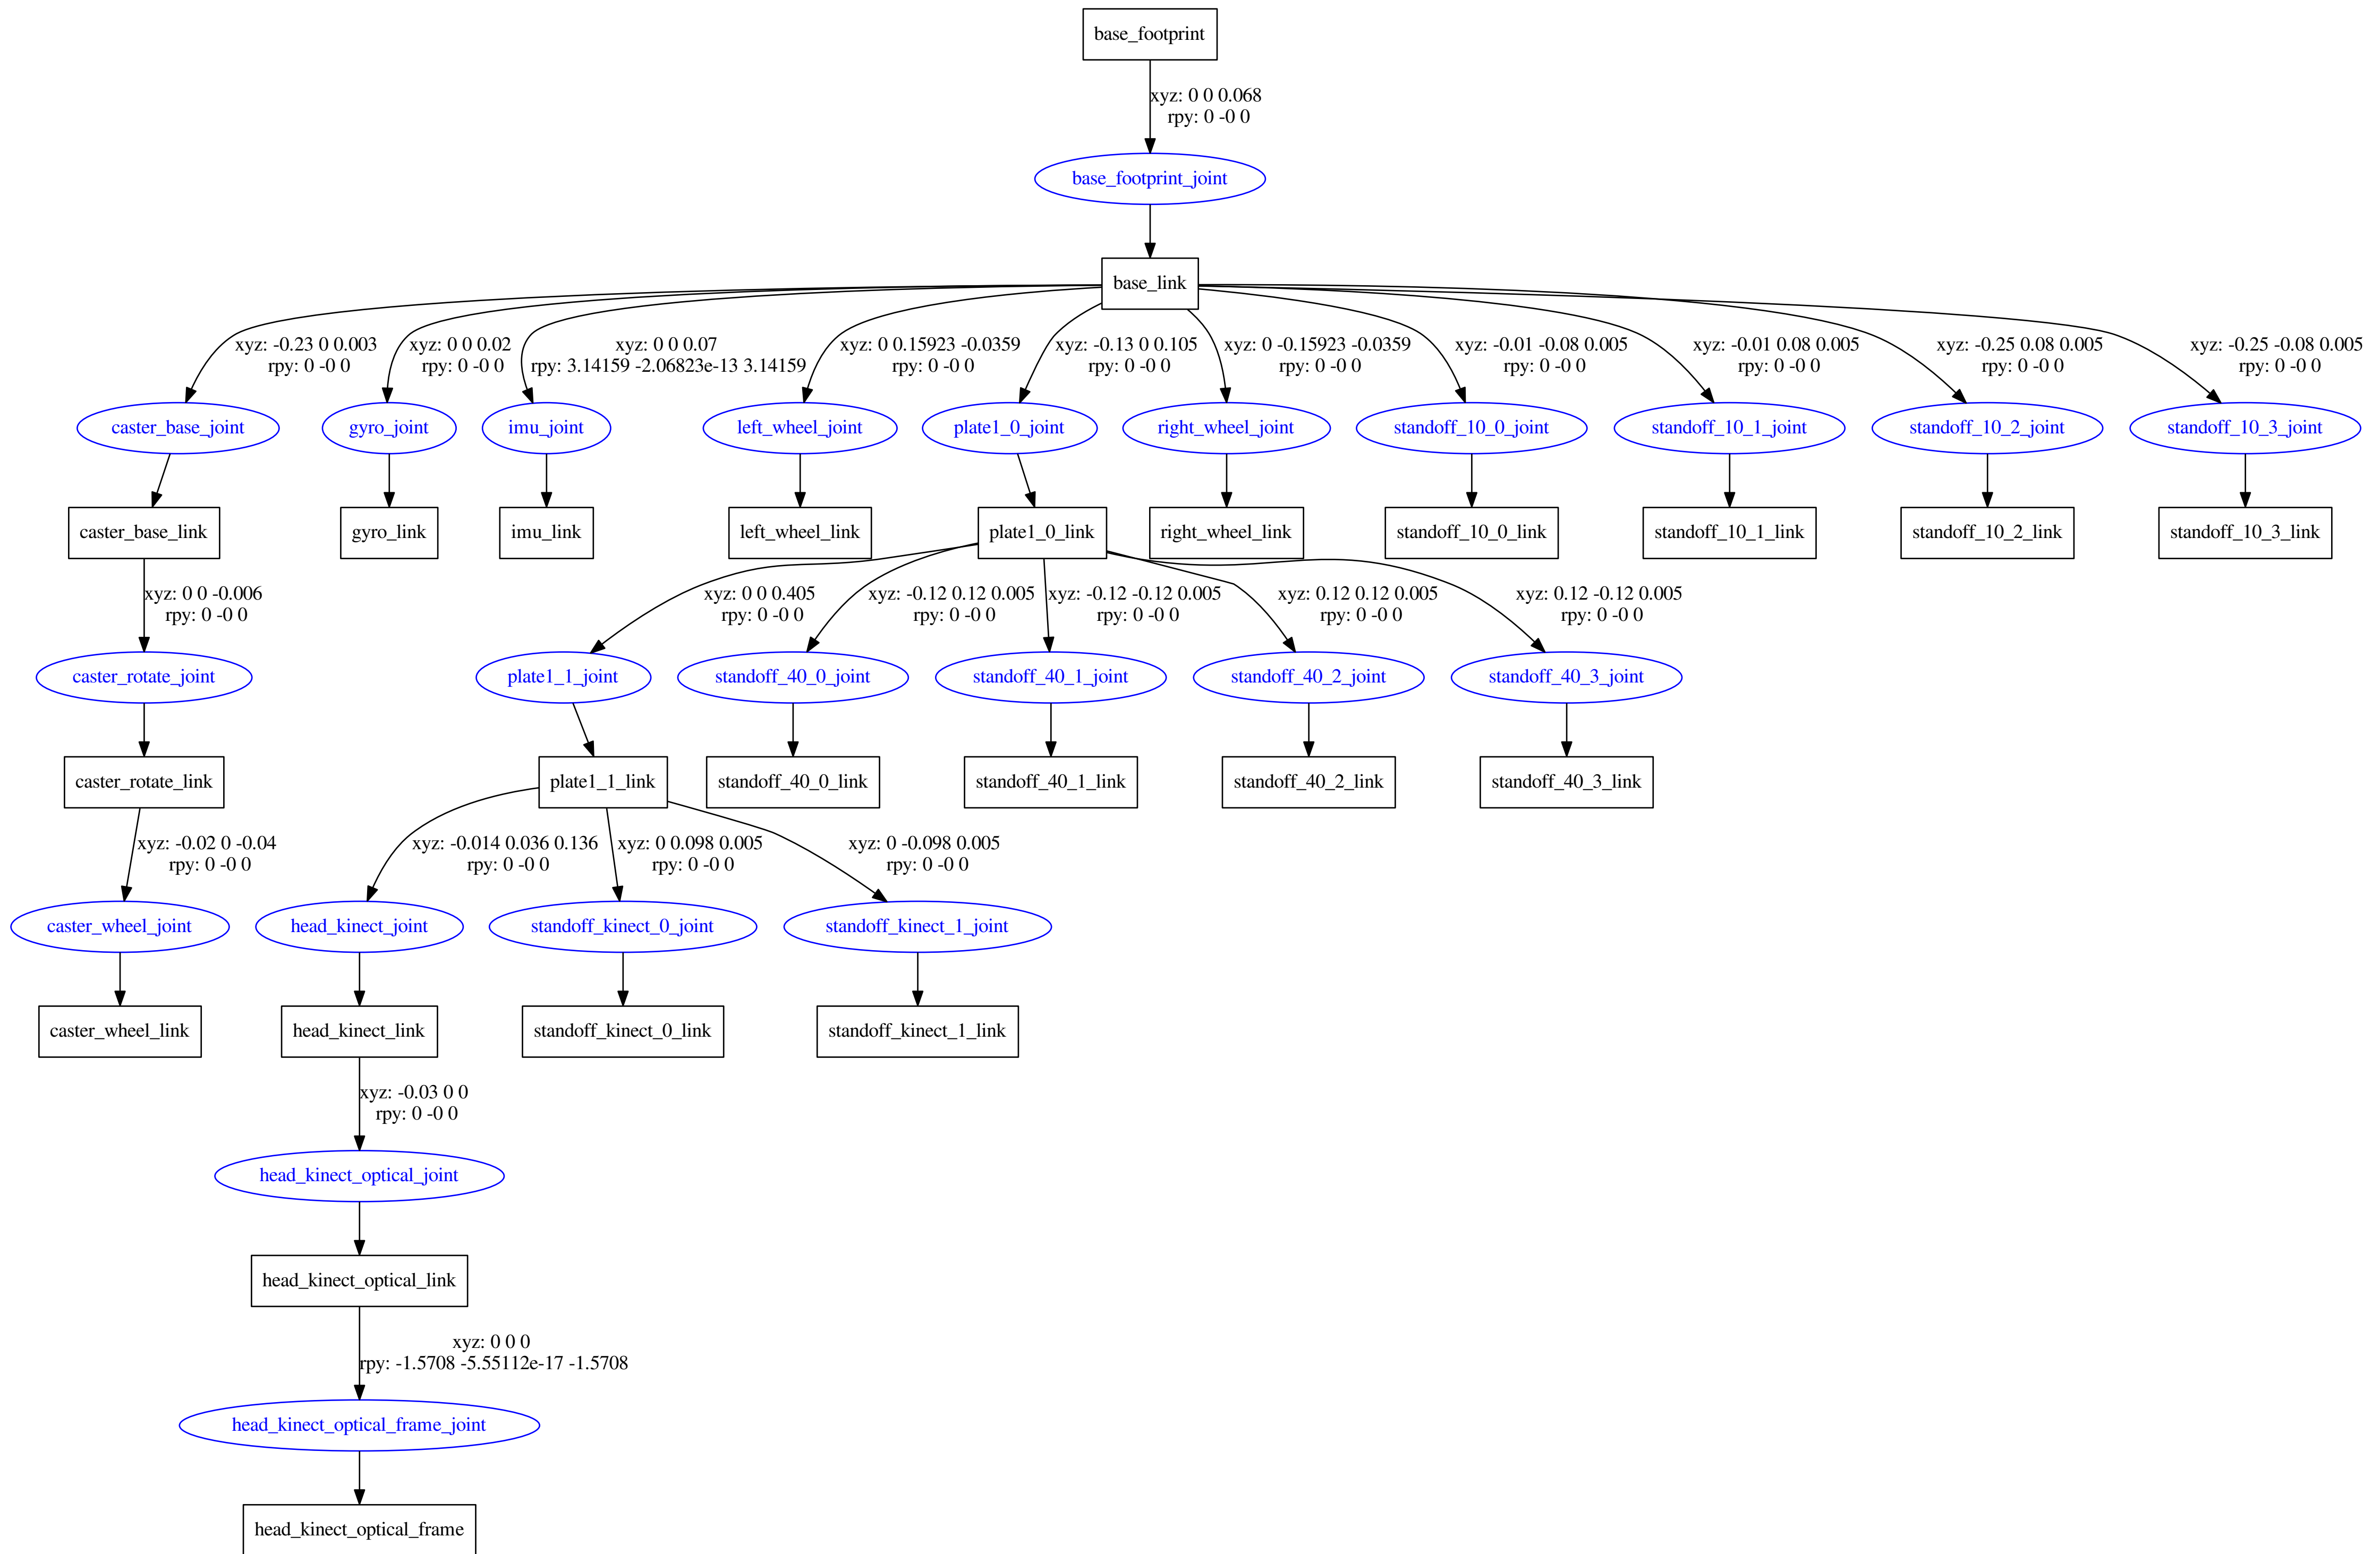 base_footprint
xyz: 0 0 0.068
rpy: 0 -0 0
base_footprint_joint
base_link
xyz: -0.23 0 0.003
rpy: 0 -0 0
xyz: 0 0 0.02
rpy: 0 -0 0
xyz: 0 0 0.07
rpy: 3.14159 -2.06823e-13 3.14159
xyz: 0 0.15923 -0.0359
rpy: 0 -0 0
xyz: -0.13 0 0.105
rpy: 0 -0 0
xyz: 0 -0.15923 -0.0359
rpy: 0 -0 0
xyz: -0.01 -0.08 0.005
rpy: 0 -0 0
xyz: -0.01 0.08 0.005
rpy: 0 -0 0
xyz: -0.25 0.08 0.005
rpy: 0 -0 0
xyz: -0.25 -0.08 0.005
rpy: 0 -0 0
caster_base_joint
gyro_joint
imu_joint
left_wheel_joint
plate1_0_joint
right_wheel_joint
standoff_10_0_joint
standoff_10_1_joint
standoff_10_2_joint
standoff_10_3_joint
caster_base_link
gyro_link
imu_link
left_wheel_link
plate1_0_link
right_wheel_link
standoff_10_0_link
standoff_10_1_link
standoff_10_2_link
standoff_10_3_link
xyz: 0 0 -0.006
rpy: 0 -0 0
xyz: 0 0 0.405
rpy: 0 -0 0
xyz: -0.12 0.12 0.005
rpy: 0 -0 0
xyz: -0.12 -0.12 0.005
rpy: 0 -0 0
xyz: 0.12 0.12 0.005
rpy: 0 -0 0
xyz: 0.12 -0.12 0.005
rpy: 0 -0 0
caster_rotate_joint
plate1_1_joint
standoff_40_0_joint
standoff_40_1_joint
standoff_40_2_joint
standoff_40_3_joint
caster_rotate_link
plate1_1_link
standoff_40_0_link
standoff_40_1_link
standoff_40_2_link
standoff_40_3_link
xyz: -0.02 0 -0.04
rpy: 0 -0 0
xyz: -0.014 0.036 0.136
rpy: 0 -0 0
xyz: 0 0.098 0.005
rpy: 0 -0 0
xyz: 0 -0.098 0.005
rpy: 0 -0 0
caster_wheel_joint
head_kinect_joint
standoff_kinect_0_joint
standoff_kinect_1_joint
caster_wheel_link
head_kinect_link
standoff_kinect_0_link
standoff_kinect_1_link
xyz: -0.03 0 0
rpy: 0 -0 0
head_kinect_optical_joint
head_kinect_optical_link
xyz: 0 0 0
rpy: -1.5708 -5.55112e-17 -1.5708
head_kinect_optical_frame_joint
head_kinect_optical_frame